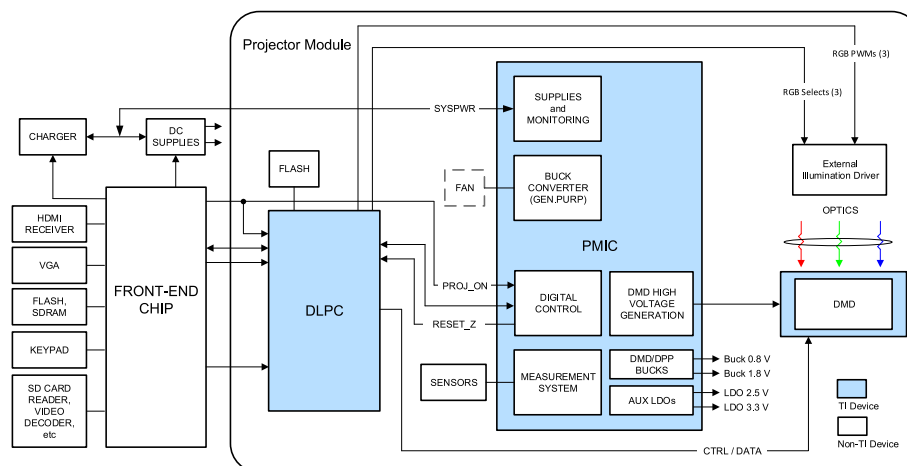 Projector Module
RGB PWMs (3)
RGB Selects (3)
SYSPWR
SUPPLIES
and
MONITORING
CHARGER
DC
SUPPLIES
FLASH
FAN
BUCK
CONVERTER
(GEN.PURP)
External
Illumination Driver
HDMI
RECEIVER
OPTICS
VGA
PMIC
FRONT-END
CHIP
DLPC
PROJ_ON
DIGITAL
CONTROL
DMD HIGH
VOLTAGE
GENERATION
DMD
FLASH,
SDRAM
RESET_Z
KEYPAD
DMD/DPP
BUCKS
Buck 0.8 V
Buck 1.8 V
SENSORS
MEASUREMENT
SYSTEM
AUX LDOs
LDO 2.5 V
LDO 3.3 V
SD CARD
READER,
VIDEO
DECODER,
etc
TI Device
Non-TI Device
CTRL / DATA